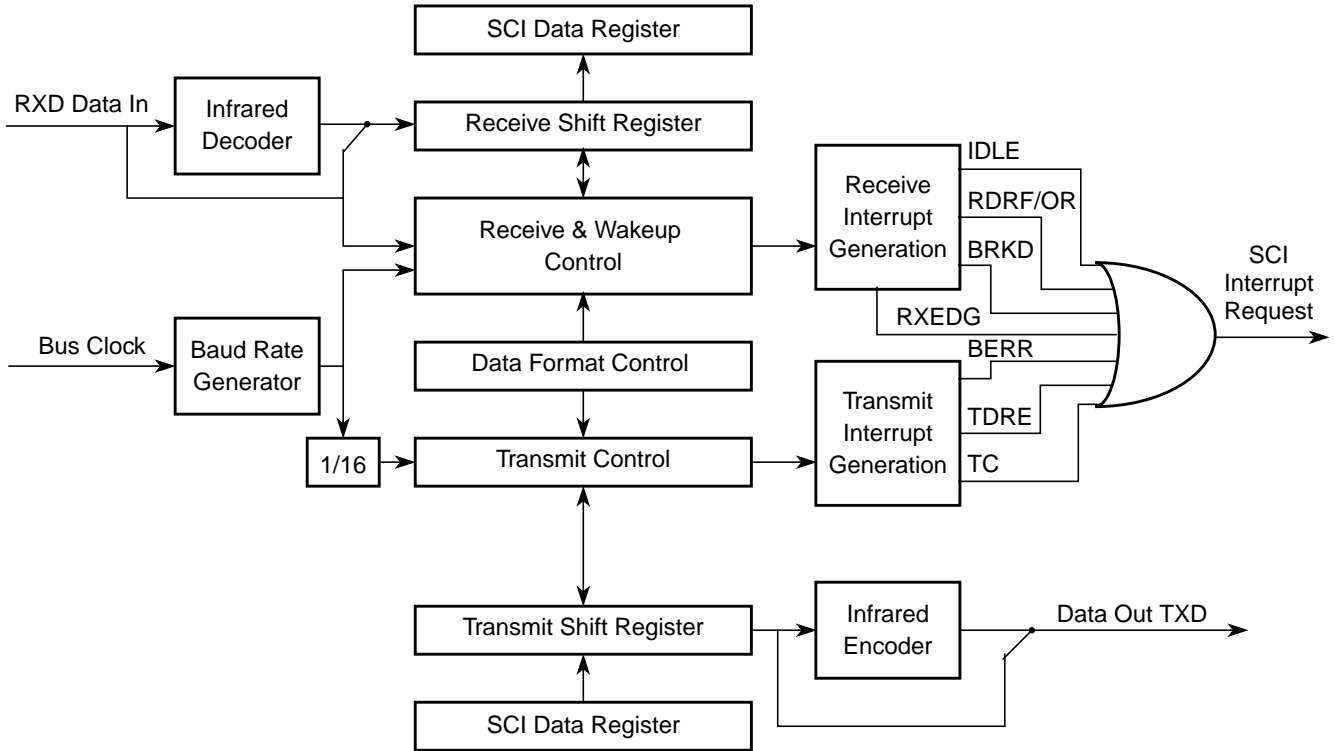 SCI Data Register
RXD Data In
Infrared
Decoder
Receive Shift Register
Receive & Wakeup
Control
Receive
Interrupt
Generation
IDLE
RDRF/OR
BRKD
RXEDG
SCI
Interrupt
Request
Bus Clock
Baud Rate
Generator
Data Format Control
1/16
Transmit Control
Transmit
Interrupt
Generation
BERR
TDRE
TC
Transmit Shift Register
Infrared
Encoder
Data Out TXD
SCI Data Register